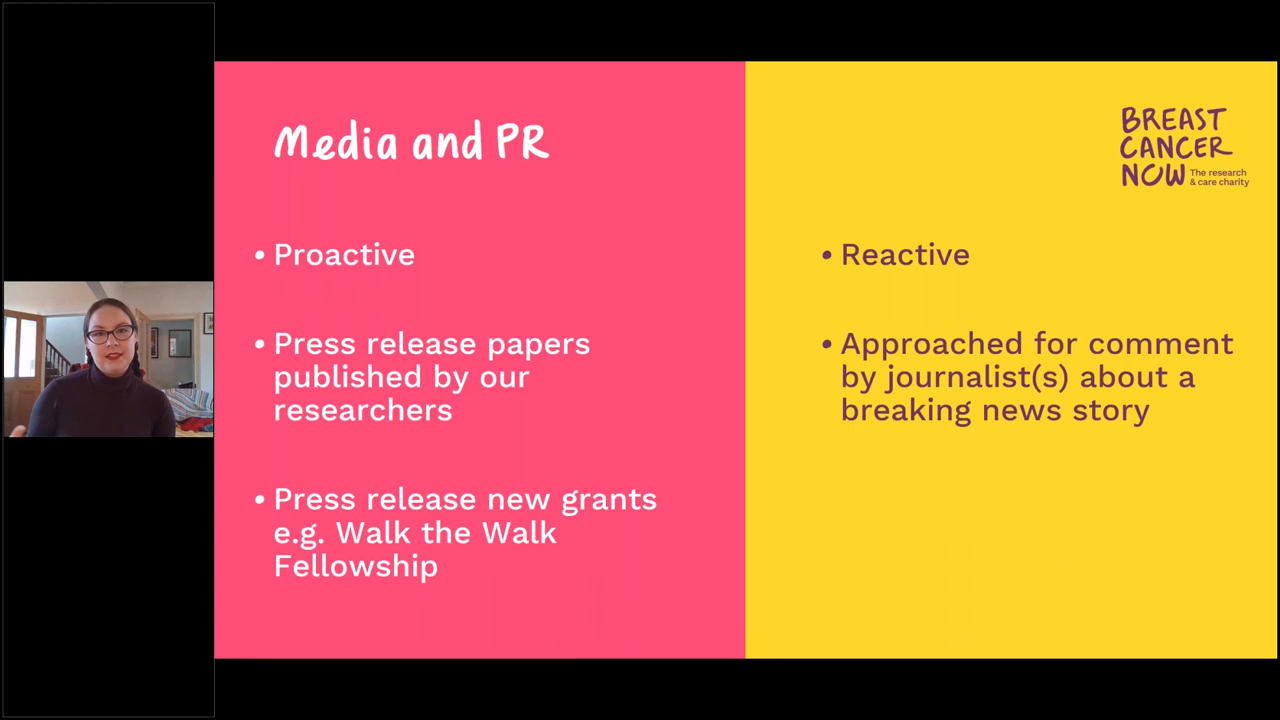 Media and PR
• Proactive
• Press release papers
published by our
researchers
• Press release new grants
e.g. Walk the Walk
Fellowship
BREAST
CANCER
NOW
The research
& care charity
• Reactive
• Approached for comment
by journalist(s) about a
breaking news story